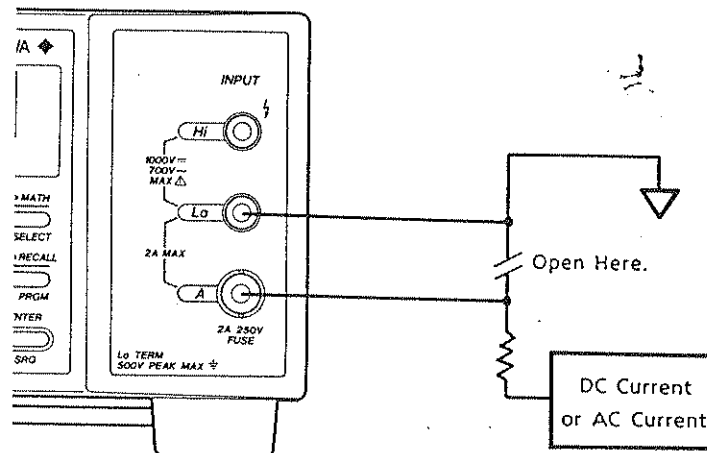 INPUT
Hi
1000V ⎓
700V ~
MAX ⚠
› MATH
Lo
SELECT
› RECALL
2A MAX
Open Here.
PRGM
A
NTER
2A 250V
FUSE
SRQ
Lo TERM
500V PEAK MAX ⏚
DC Current
or AC Current